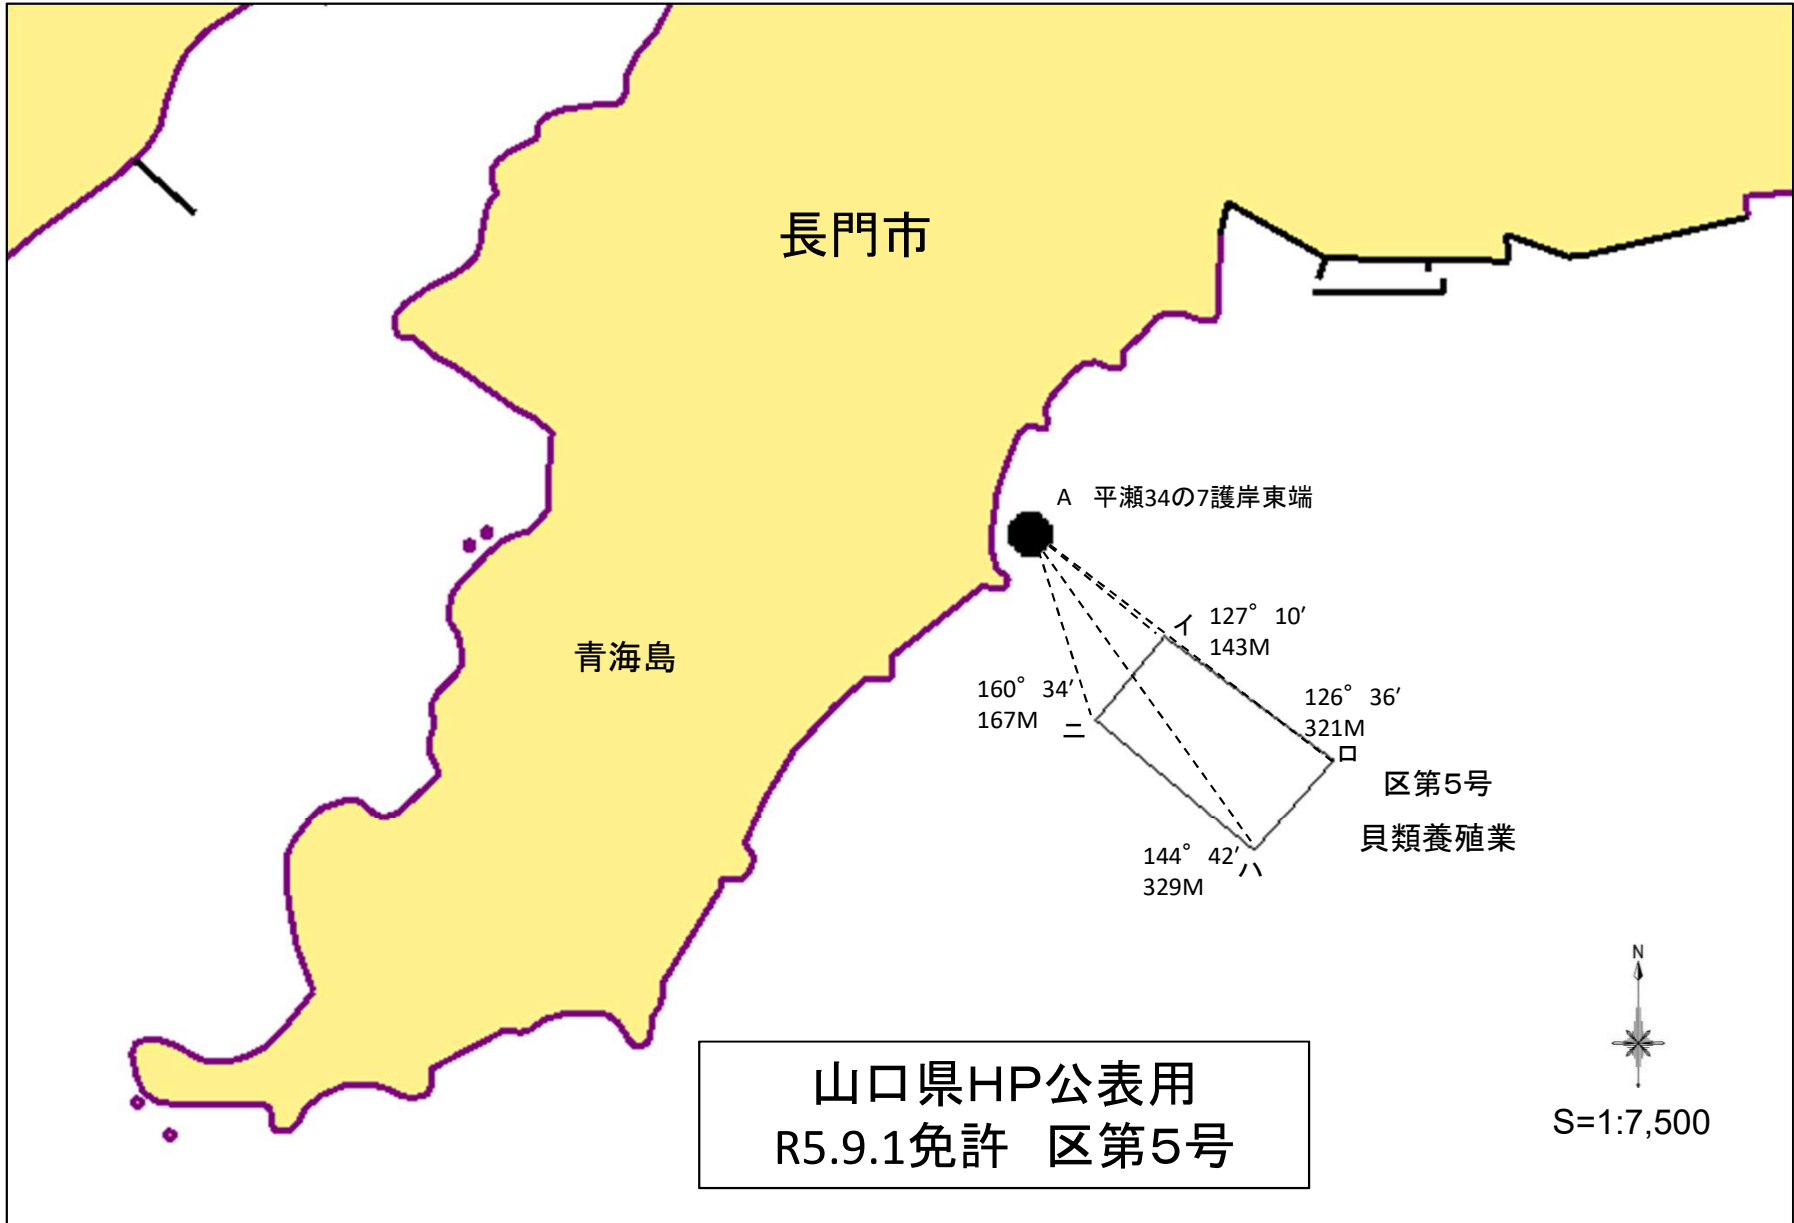 長門市
A　平瀬34の7護岸東端
イ 127°10′
143M
青海島
160°34′
167M
ニ
126°36′
321M
ロ
区第5号
貝類養殖業
144°42′
ハ
329M
N
S=1:7,500
山口県HP公表用
R5.9.1免許　区第5号